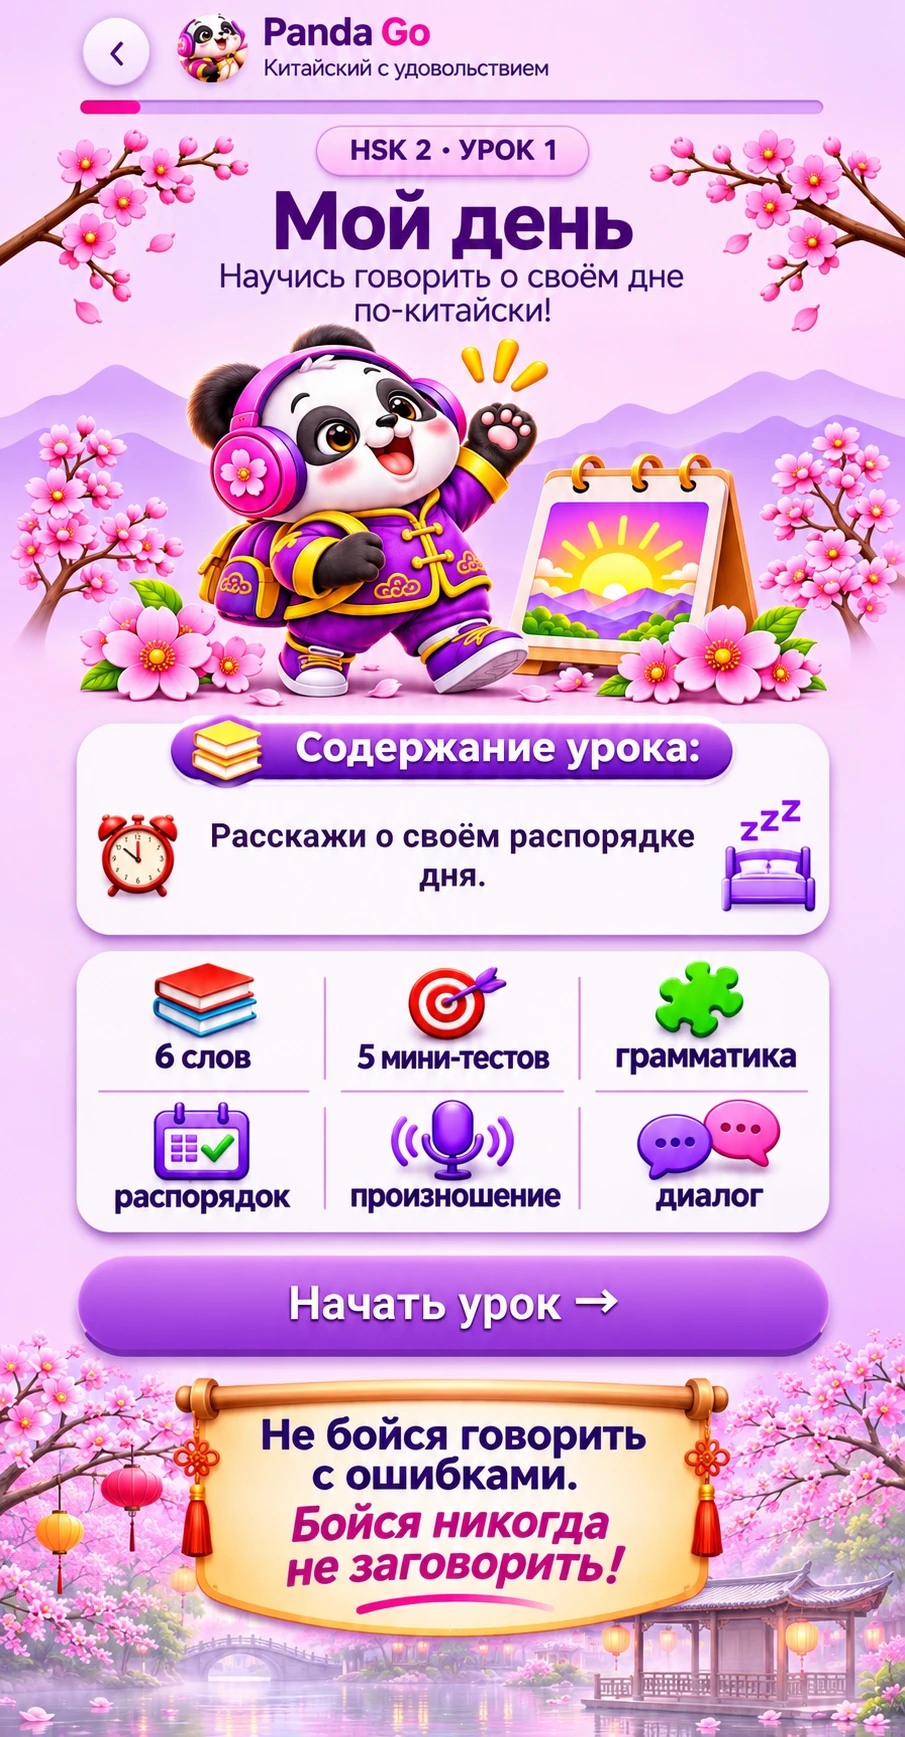 Panda Go
Китайский с удовольствием
HSK 2 • УРОК 1
Мой день
Научись говорить о своём дне
по-китайски!
Содержание урока:
zzz
Расскажи о своём распорядке
дня.
6 слов
5 мини-тестов
грамматика
распорядок
произношение
диалог
Начать урок →
Не бойся говорить
с ошибками.
Бойся никогда
не заговорить!